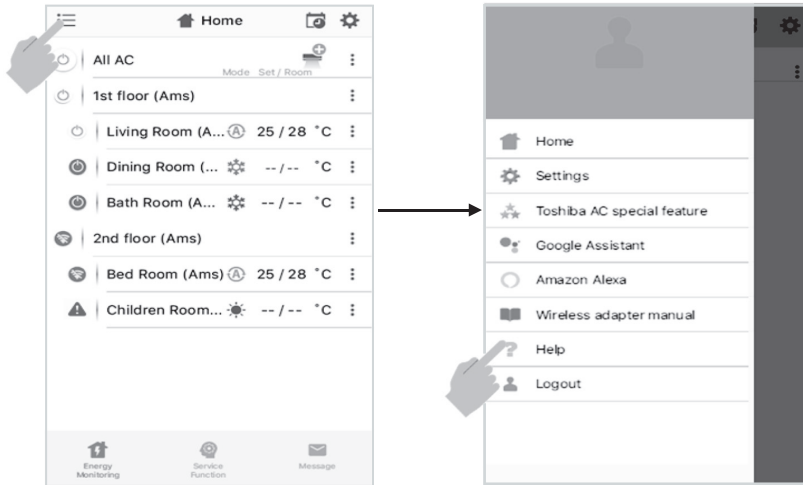 Home
All AC
Mode Set / Room
1st floor (Ams)
Living Room (A... A 25 / 28 °C
Dining Room (... -- / -- °C
Bath Room (A... -- / -- °C
2nd floor (Ams)
Bed Room (Ams) A 25 / 28 °C
Children Room... -- / -- °C
Energy Monitoring
Service Function
Message
Home
Settings
Toshiba AC special feature
Google Assistant
Amazon Alexa
Wireless adapter manual
Help
Logout